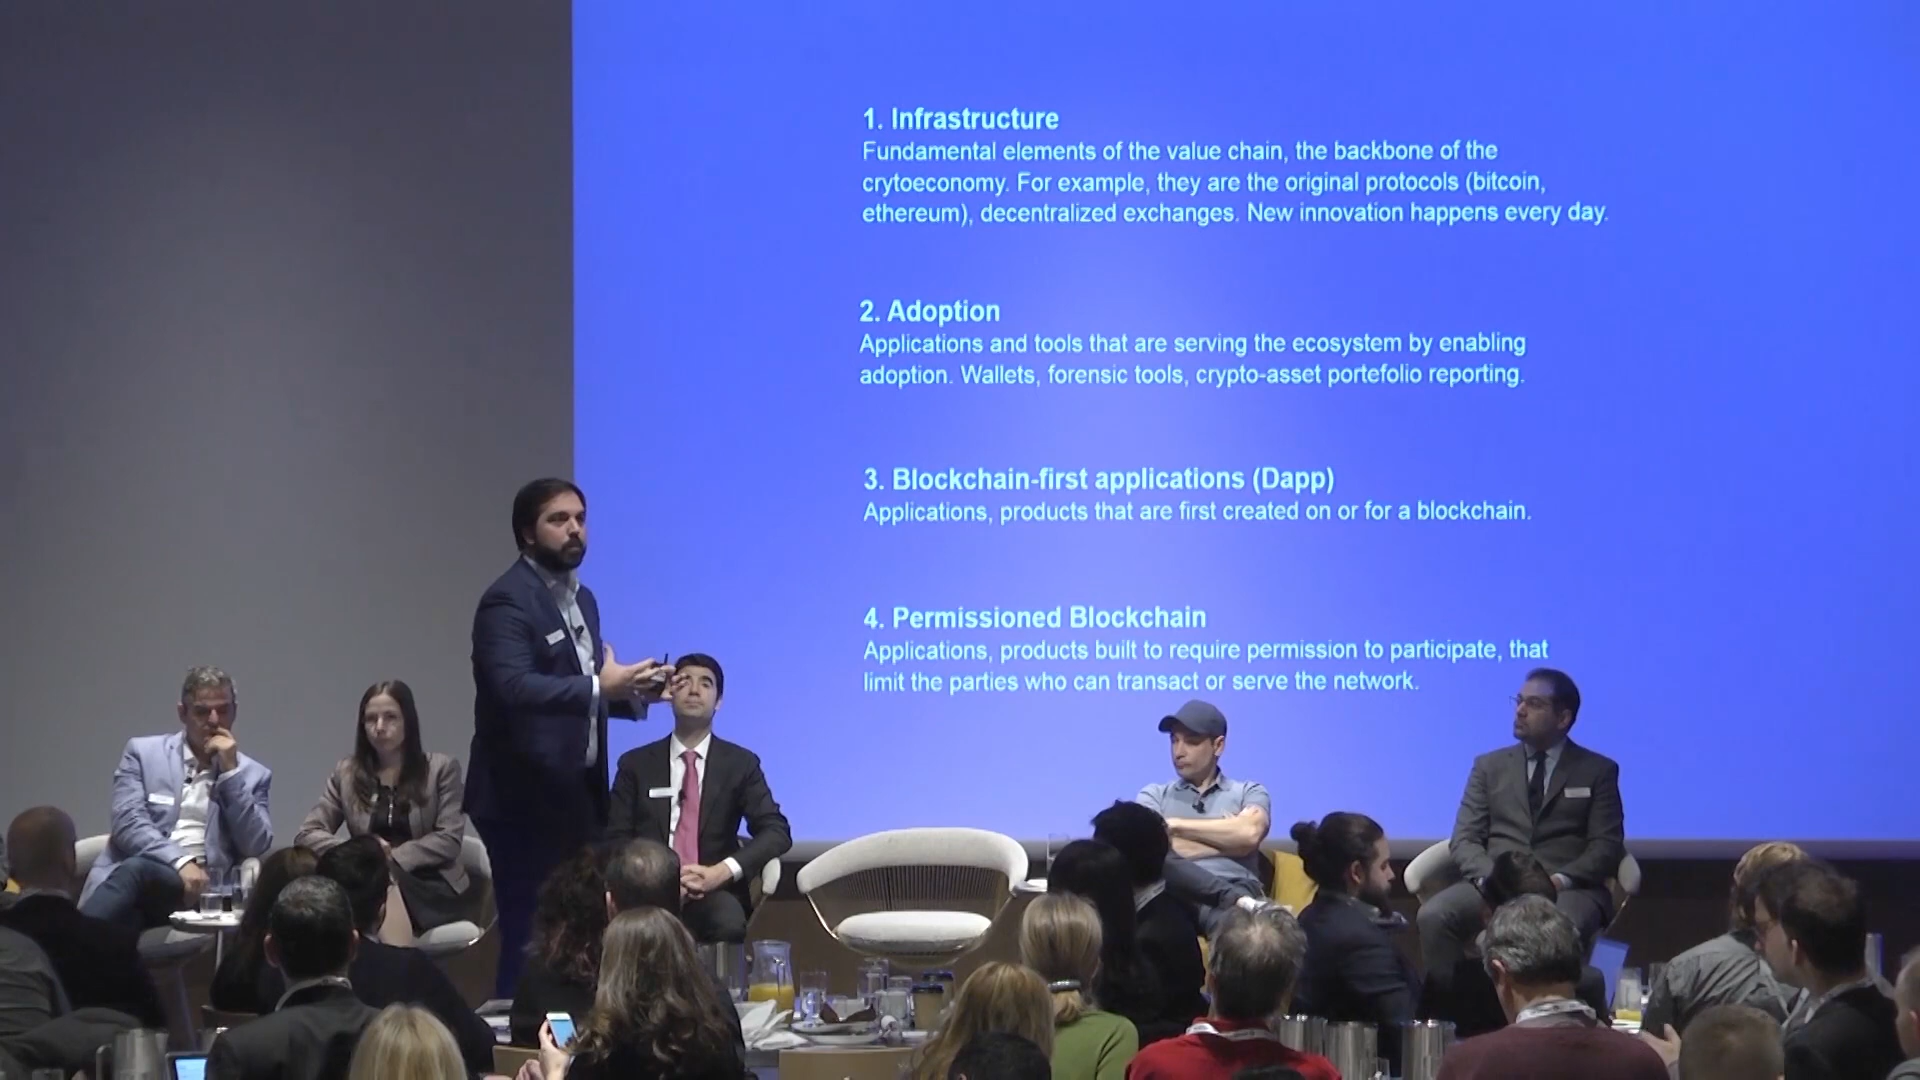 1. Infrastructure
Fundamental elements of the value chain, the backbone of the
crytoeconomy. For example, they are the original protocols (bitcoin,
ethereum), decentralized exchanges. New innovation happens every day.
2. Adoption
Applications and tools that are serving the ecosystem by enabling
adoption. Wallets, forensic tools, crypto-asset portefolio reporting.
3. Blockchain-first applications (Dapp)
Applications, products that are first created on or for a blockchain.
4. Permissioned Blockchain
Applications, products built to require permission to participate, that
limit the parties who can transact or serve the network.